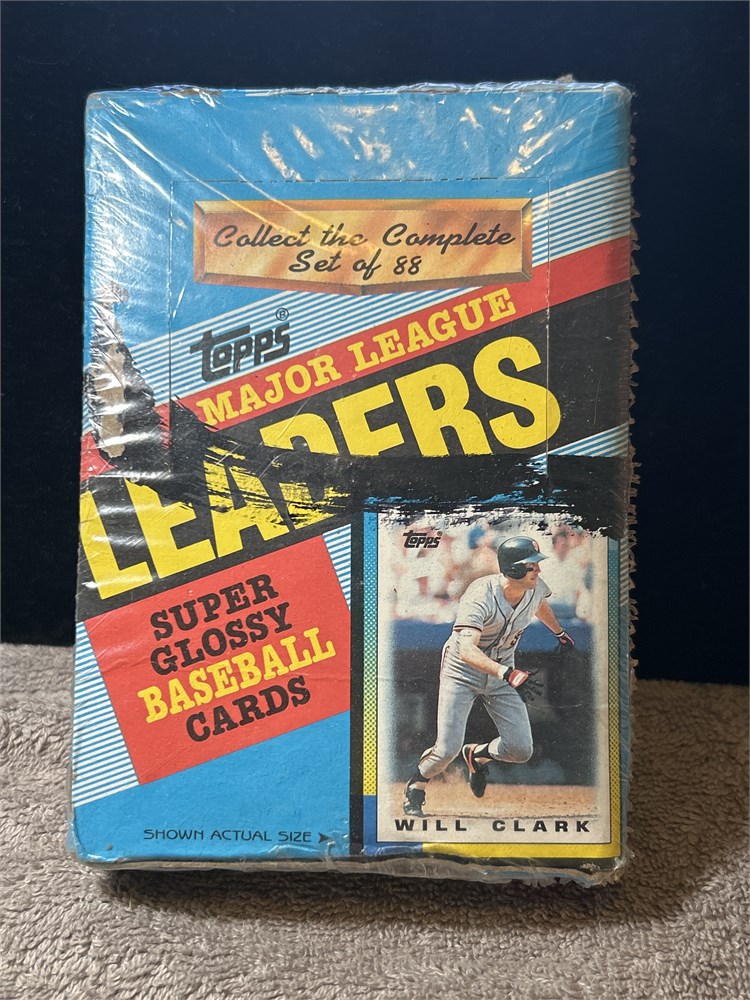 Collect the Complete
Set of 88
topps®
MAJOR LEAGUE
LEADERS
SUPER
GLOSSY
BASEBALL
CARDS
topps
SHOWN ACTUAL SIZE
WILL CLARK